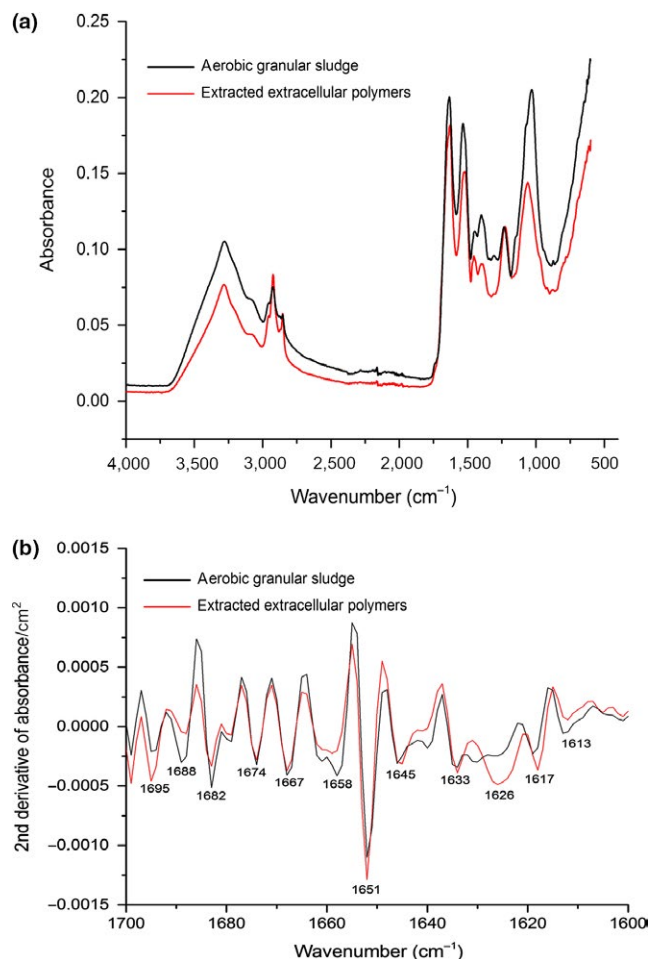 (a)
0.25
0.20
0.15
0.10
0.05
0.00
Absorbance
Aerobic granular sludge
Extracted extracellular polymers
4,000 3,500 3,000 2,500 2,000 1,500 1,000 500
Wavenumber (cm⁻¹)
(b)
0.0015
0.0010
0.0005
0.0000
−0.0005
−0.0010
−0.0015
2nd derivative of absorbance/cm²
Aerobic granular sludge
Extracted extracellular polymers
1695 1688 1682 1674 1667 1658 1651 1645 1633 1626 1617 1613
1700 1680 1660 1640 1620 1600
Wavenumber (cm⁻¹)